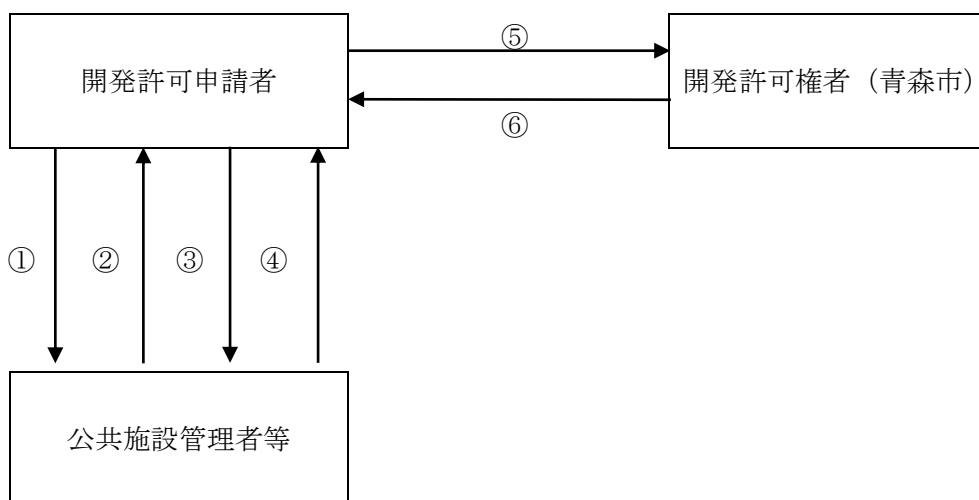 ⑤
開発許可申請者
開発許可権者（青森市）
⑥
① ② ③ ④
公共施設管理者等